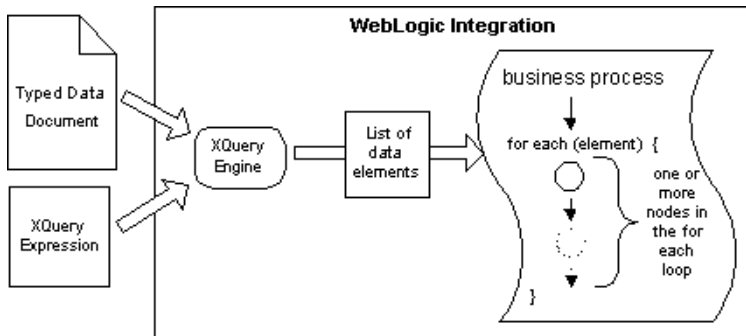 WebLogic Integration
Typed Data
Document
XQuery
Expression
XQuery
Engine
List of
data
elements
business process
for each (element) {
one or
more
nodes in
the for
each
loop
}